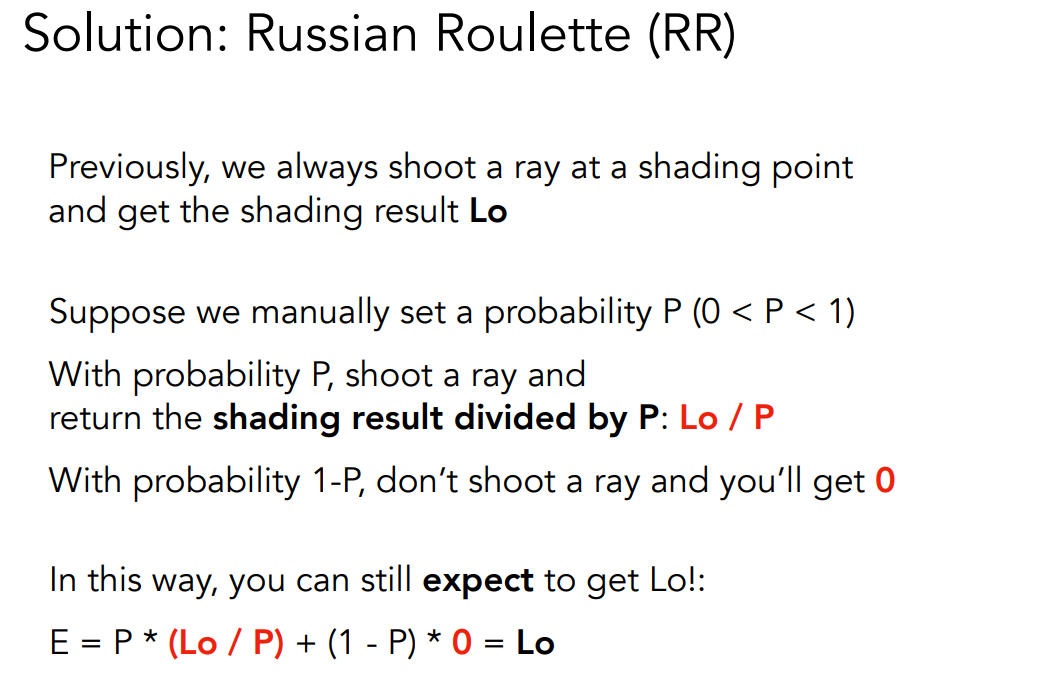 Solution: Russian Roulette (RR)
Previously, we always shoot a ray at a shading point
and get the shading result Lo
Suppose we manually set a probability P (0 < P < 1)
With probability P, shoot a ray and
return the shading result divided by P: Lo / P
With probability 1-P, don’t shoot a ray and you’ll get 0
In this way, you can still expect to get Lo!:
E = P * (Lo / P) + (1 - P) * 0 = Lo